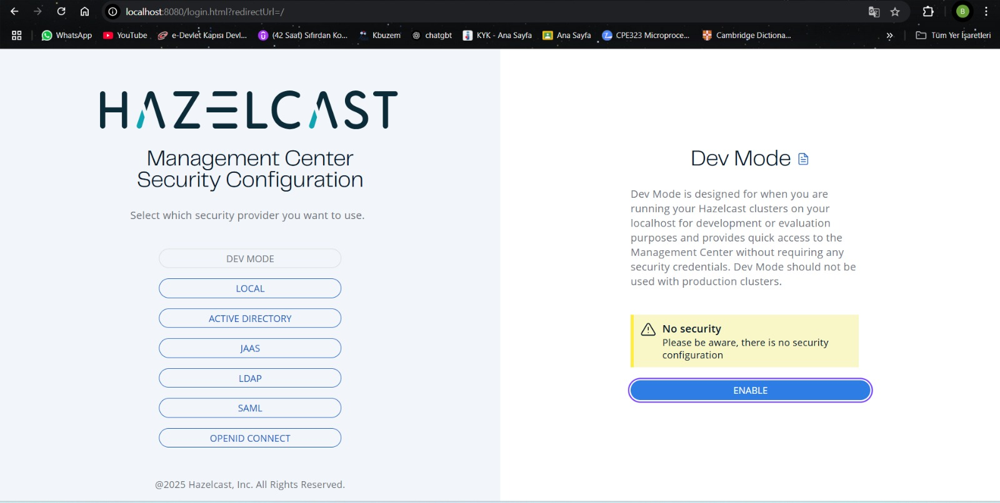 localhost:8080/login.html?redirectUrl=/
B
WhatsApp
YouTube
e-Devlet Kapısı Devl...
(42 Saat) Sıfırdan Ko...
Kbuzem
chatgbt
KYK - Ana Sayfa
Ana Sayfa
CPE323 Microproce...
Cambridge Dictiona...
Tüm Yer İşaretleri
HAZELCAST
Management Center
Security Configuration
Select which security provider you want to use.
DEV MODE
LOCAL
ACTIVE DIRECTORY
JAAS
LDAP
SAML
OPENID CONNECT
@2025 Hazelcast, Inc. All Rights Reserved.
Dev Mode
Dev Mode is designed for when you are
running your Hazelcast clusters on your
localhost for development or evaluation
purposes and provides quick access to the
Management Center without requiring any
security credentials. Dev Mode should not be
used with production clusters.
No security
Please be aware, there is no security
configuration
ENABLE